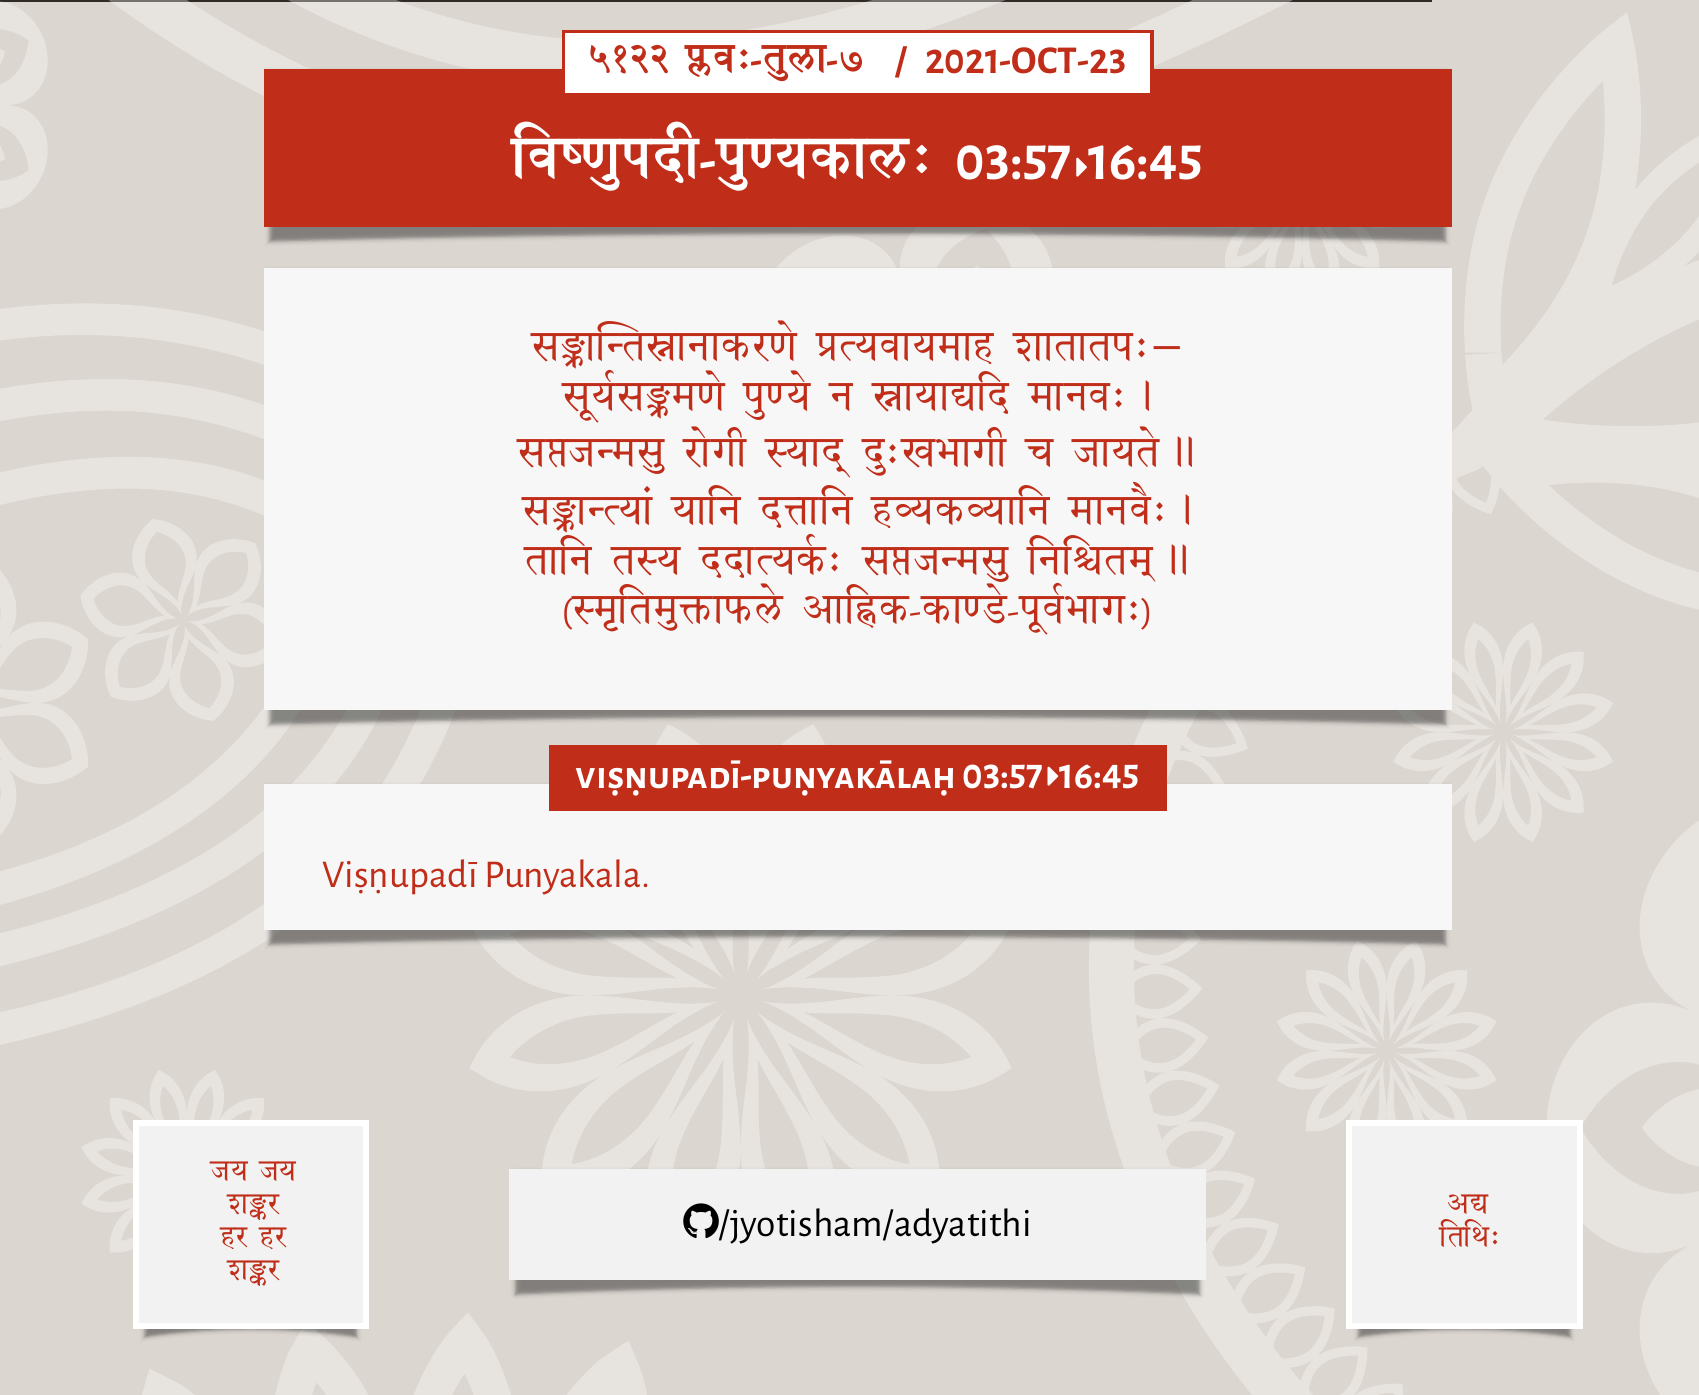 ५१२२ प्लवः-तुला-७ / 2021-OCT-23
विष्णुपदी-पुण्यकालः 03:57▸16:45
सङ्क्रान्तिस्नानाकरणे प्रत्यवायमाह शातातपः—
सूर्यसङ्क्रमणे पुण्ये न स्नायाद्यदि मानवः ।
सप्तजन्मसु रोगी स्याद् दुःखभागी च जायते ॥
सङ्क्रान्त्यां यानि दत्तानि हव्यकव्यानि मानवैः ।
तानि तस्य ददात्यर्कः सप्तजन्मसु निश्चितम् ॥
(स्मृतिमुक्ताफले आह्निक-काण्डे-पूर्वभागः)
VIṢṆUPADĪ-PUṆYAKĀLAḤ 03:57▸16:45
Viṣṇupadī Punyakala.
जय जय
शङ्कर
हर हर
शङ्कर
/jyotisham/adyatithi
अद्य
तिथिः